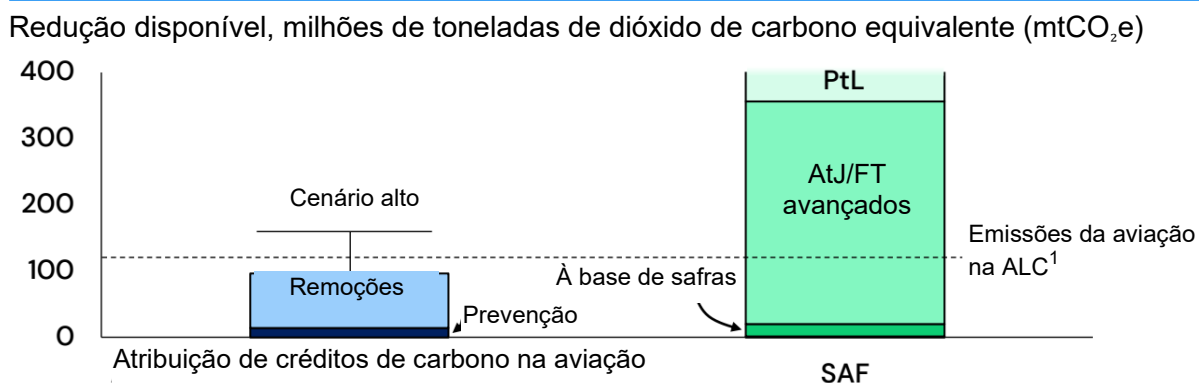 Redução disponível, milhões de toneladas de dióxido de carbono equivalente (mtCO₂e)
400
300
200
100
0
Cenário alto
Remoções
Prevenção
Atribuição de créditos de carbono na aviação
PtL
AtJ/FT
avançados
À base de safras
SAF
Emissões da aviação
na ALC¹